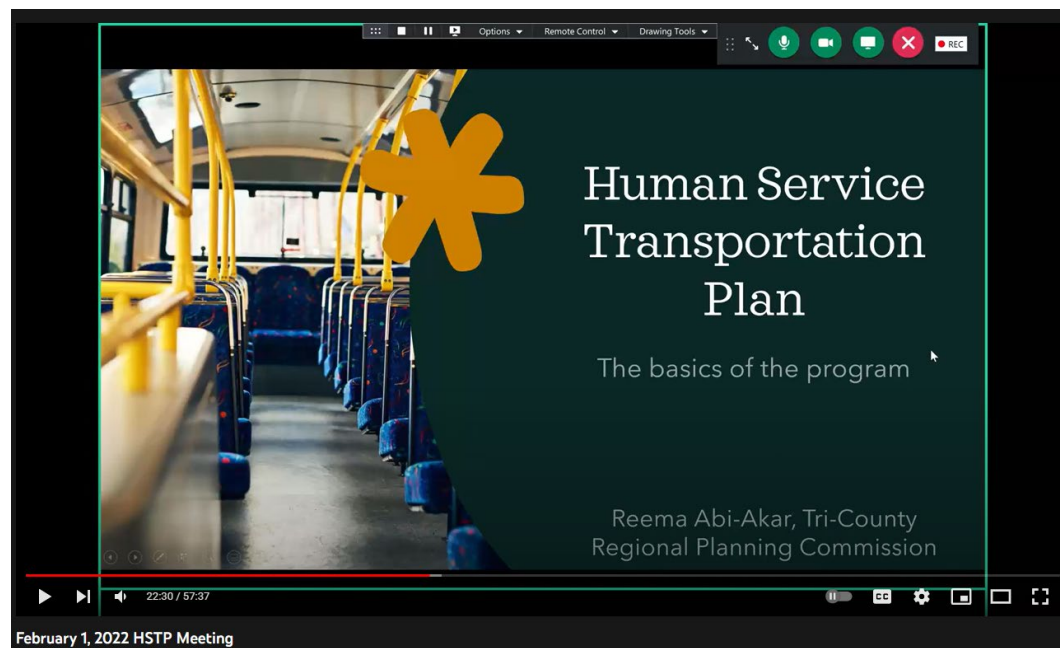 Options
Remote Control
Drawing Tools
REC
Human Service
Transportation
Plan
The basics of the program
Reema Abi-Akar, Tri-County
Regional Planning Commission
22:30 / 57:37
CC
February 1, 2022 HSTP Meeting